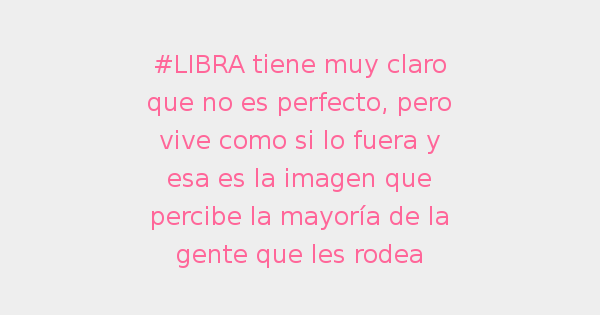 #LIBRA tiene muy claro
que no es perfecto, pero
vive como si lo fuera y
esa es la imagen que
percibe la mayoría de la
gente que les rodea